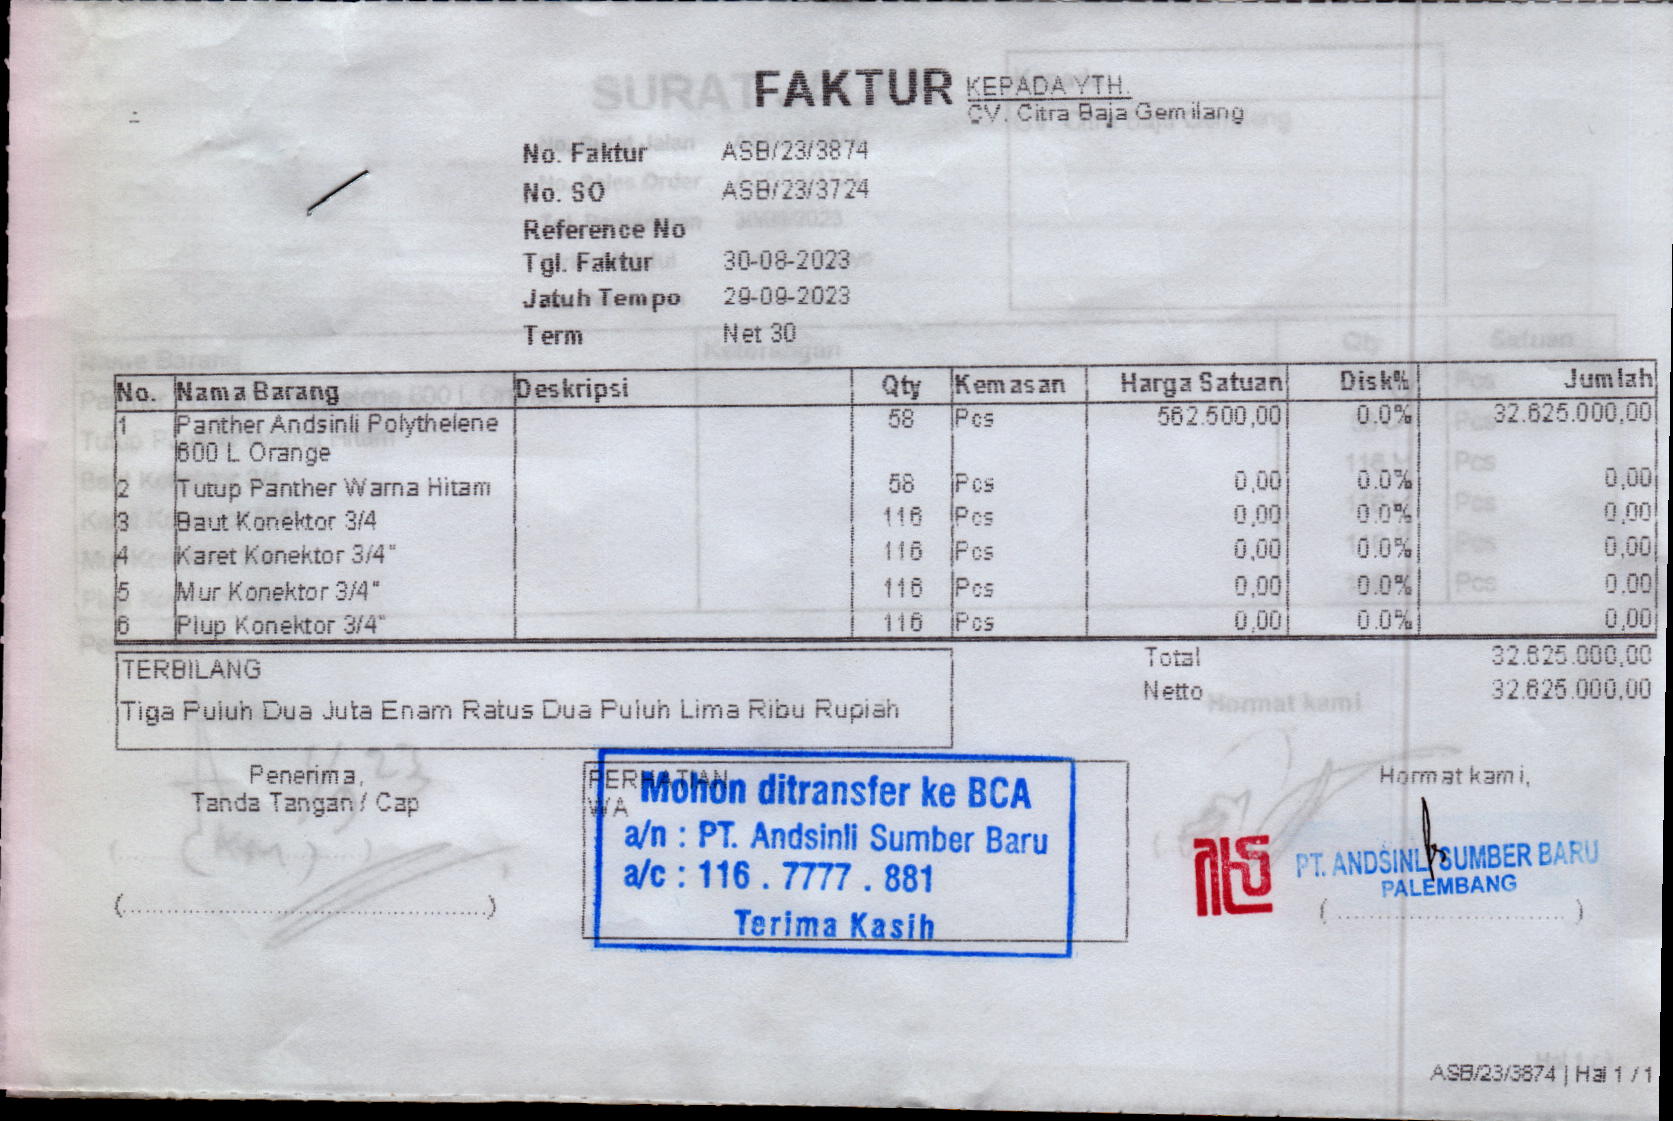 FAKTUR
KEPADA YTH.
CV. Citra Baja Gemilang
No. Faktur ASB/23/3874
No. SO ASB/23/3724
Reference No
Tgl. Faktur 30-08-2023
Jatuh Tempo 29-09-2023
Term Net 30
No. Nama Barang Deskripsi Qty Kemasan Harga Satuan Disk% Jumlah
1 Panther Andsinli Polythelene 58 Pcs 562.500,00 0.0% 32.625.000,00
600 L Orange
2 Tutup Panther Warna Hitam 58 Pcs 0,00 0.0% 0,00
3 Baut Konektor 3/4 116 Pcs 0,00 0.0% 0,00
4 Karet Konektor 3/4" 116 Pcs 0,00 0.0% 0,00
5 Mur Konektor 3/4" 116 Pcs 0,00 0.0% 0,00
6 Plup Konektor 3/4" 116 Pcs 0,00 0.0% 0,00
TERBILANG
Tiga Puluh Dua Juta Enam Ratus Dua Puluh Lima Ribu Rupiah
Total 32.625.000,00
Netto 32.625.000,00
Penerima,
Tanda Tangan / Cap
(..........................................)
PERHATIAN
W/A
Mohon ditransfer ke BCA
a/n : PT. Andsinli Sumber Baru
a/c : 116 . 7777 . 881
Terima Kasih
Hormat kami,
PT. ANDSINLI SUMBER BARU
PALEMBANG
(..............................)
ASB/23/3874 | Hal 1 / 1